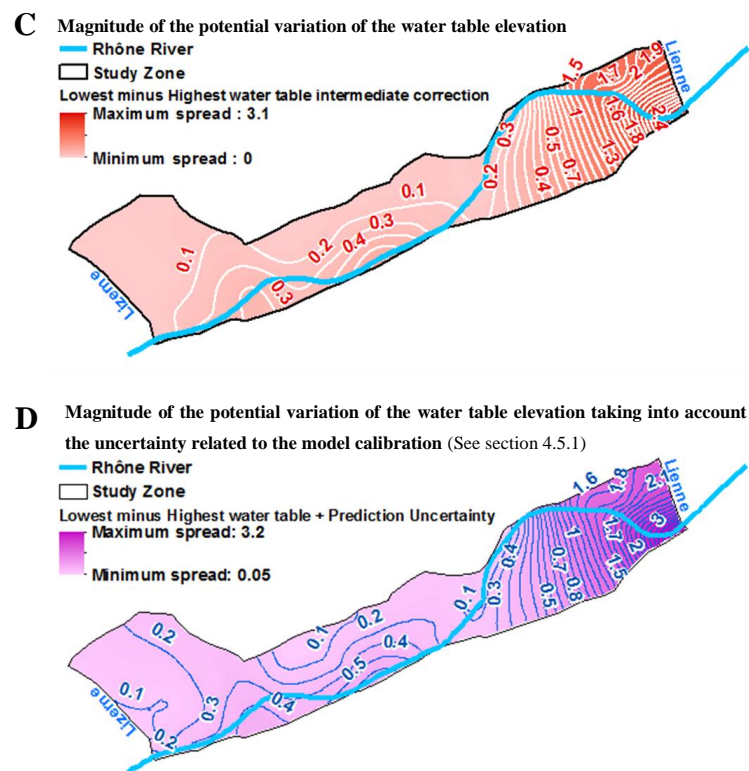 C Magnitude of the potential variation of the water table elevation
Rhône River
Study Zone
Lowest minus Highest water table intermediate correction
Maximum spread : 3.1
Minimum spread : 0
Lienne
1.5
1.7
1.9
2
1.6
1.8
2.4
1
1.3
0.3
0.5
0.7
0.2
0.4
0.1
0.3
0.2
0.4
0.1
0.3
Lizerne
D Magnitude of the potential variation of the water table elevation taking into account
the uncertainty related to the model calibration (See section 4.5.1)
Rhône River
Study Zone
Lowest minus Highest water table + Prediction Uncertainty
Maximum spread: 3.2
Minimum spread: 0.05
Lienne
1.6
1.8
2.1
3
1
1.7
2
1.5
0.4
0.7
0.8
0.3
0.5
0.1
0.2
0.1
0.4
0.5
0.2
0.4
0.3
0.1
0.2
Lizerne